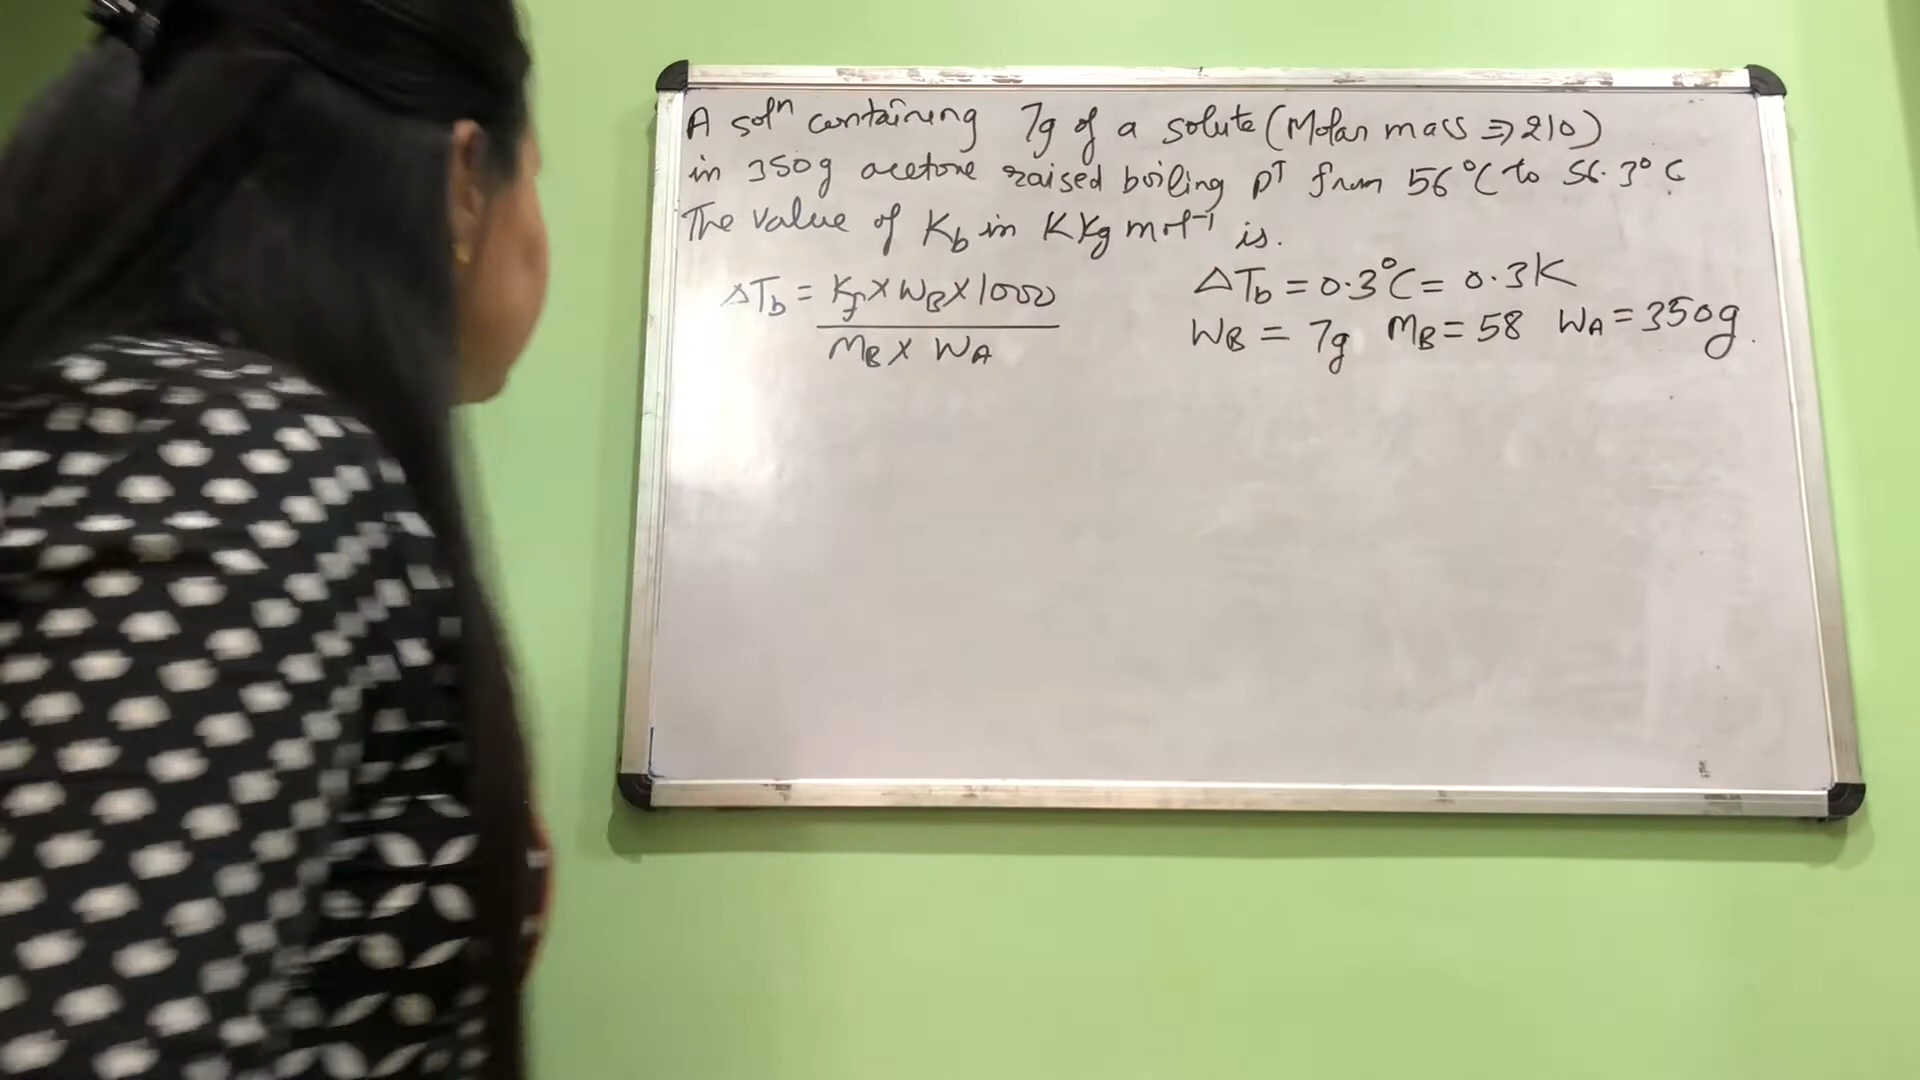 A solⁿ containing 7g of a solute (Molar mass ⇒ 210)
in 350g acetone raised boiling pᵀ from 56°C to 56.3°C
The value of Kb in K Kg mol⁻¹ is.
ΔTb = Kf × WB × 1000
MB × WA
ΔTb = 0.3°C = 0.3K
WB = 7g MB = 58 WA = 350g.